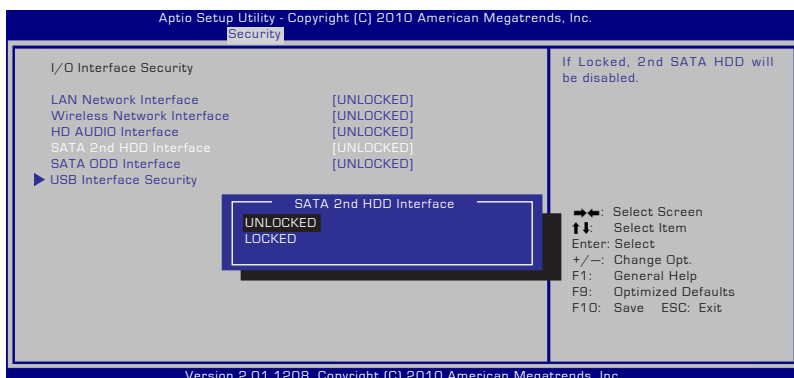 Aptio Setup Utility - Copyright (C) 2010 American Megatrends, Inc.
Security
I/O Interface Security
LAN Network Interface [UNLOCKED]
Wireless Network Interface [UNLOCKED]
HD AUDIO Interface [UNLOCKED]
SATA 2nd HDD Interface [UNLOCKED]
SATA ODD Interface [UNLOCKED]
USB Interface Security
SATA 2nd HDD Interface
UNLOCKED
LOCKED
If Locked, 2nd SATA HDD will
be disabled.
→←: Select Screen
↑↓: Select Item
Enter: Select
+/—: Change Opt.
F1: General Help
F9: Optimized Defaults
F10: Save ESC: Exit
Version 2.01.1208. Copyright (C) 2010 American Megatrends, Inc.